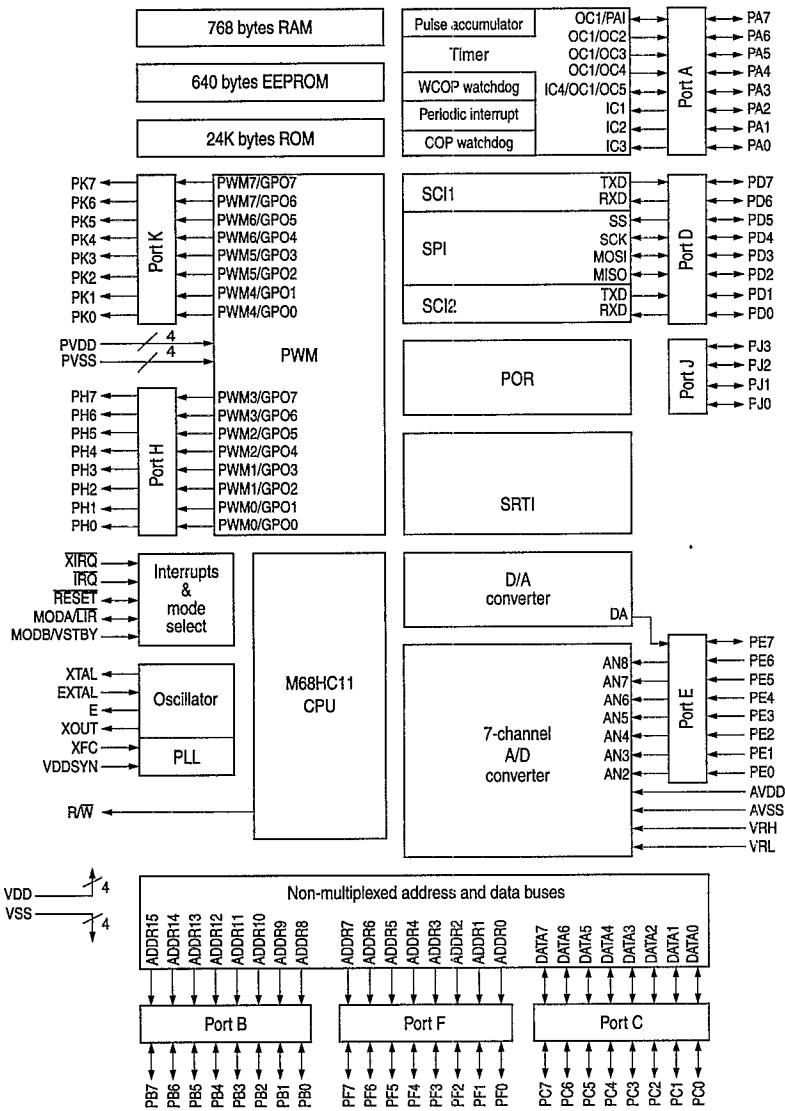 768 bytes RAM
640 bytes EEPROM
24K bytes ROM
Pulse accumulator
Timer
WCOP watchdog
Periodic interrupt
COP watchdog
OC1/PAI
OC1/OC2
OC1/OC3
OC1/OC4
IC4/OC1/OC5
IC1
IC2
IC3
Port A
PA7
PA6
PA5
PA4
PA3
PA2
PA1
PA0
PK7
PK6
PK5
PK4
PK3
PK2
PK1
PK0
Port K
PWM7/GPO7
PWM7/GPO6
PWM6/GPO5
PWM6/GPO4
PWM5/GPO3
PWM5/GPO2
PWM4/GPO1
PWM4/GPO0
PVDD 4
PVSS 4
PWM
PH7
PH6
PH5
PH4
PH3
PH2
PH1
PH0
Port H
PWM3/GPO7
PWM3/GPO6
PWM2/GPO5
PWM2/GPO4
PWM1/GPO3
PWM1/GPO2
PWM0/GPO1
PWM0/GPO0
SCI1
TXD
RXD
SPI
SS
SCK
MOSI
MISO
SCI2
TXD
RXD
Port D
PD7
PD6
PD5
PD4
PD3
PD2
PD1
PD0
POR
Port J
PJ3
PJ2
PJ1
PJ0
SRTI
XIRQ
IRQ
RESET
MODA/LIR
MODB/VSTBY
Interrupts
&
mode
select
XTAL
EXTAL
E
XOUT
XFC
VDDSYN
Oscillator
PLL
R/W
M68HC11
CPU
D/A
converter
DA
7-channel
A/D
converter
AN8
AN7
AN6
AN5
AN4
AN3
AN2
Port E
PE7
PE6
PE5
PE4
PE3
PE2
PE1
PE0
AVDD
AVSS
VRH
VRL
VDD 4
VSS 4
Non-multiplexed address and data buses
ADDR15
ADDR14
ADDR13
ADDR12
ADDR11
ADDR10
ADDR9
ADDR8
ADDR7
ADDR6
ADDR5
ADDR4
ADDR3
ADDR2
ADDR1
ADDR0
DATA7
DATA6
DATA5
DATA4
DATA3
DATA2
DATA1
DATA0
Port B
Port F
Port C
PB7
PB6
PB5
PB4
PB3
PB2
PB1
PB0
PF7
PF6
PF5
PF4
PF3
PF2
PF1
PF0
PC7
PC6
PC5
PC4
PC3
PC2
PC1
PC0